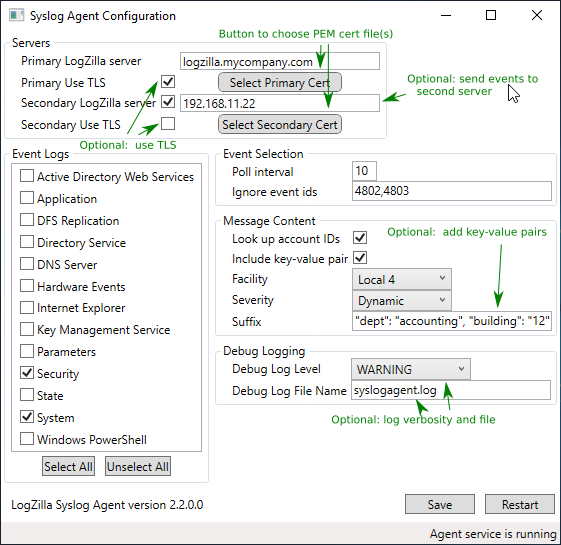 Syslog Agent Configuration
Button to choose PEM cert file(s)
Servers
Primary LogZilla server logzilla.mycompany.com
Primary Use TLS Select Primary Cert
Optional: send events to
second server
Secondary LogZilla server 192.168.11.22
Secondary Use TLS Select Secondary Cert
Optional: use TLS
Event Logs
Active Directory Web Services
Application
DFS Replication
Directory Service
DNS Server
Hardware Events
Internet Explorer
Key Management Service
Parameters
Security
State
System
Windows PowerShell
Select All Unselect All
Event Selection
Poll interval 10
Ignore event ids 4802,4803
Message Content
Look up account IDs
Optional: add key-value pairs
Include key-value pair
Facility Local 4
Severity Dynamic
Suffix "dept": "accounting", "building": "12"
Debug Logging
Debug Log Level WARNING
Debug Log File Name syslogagent.log
Optional: log verbosity and file
LogZilla Syslog Agent version 2.2.0.0
Save Restart
Agent service is running